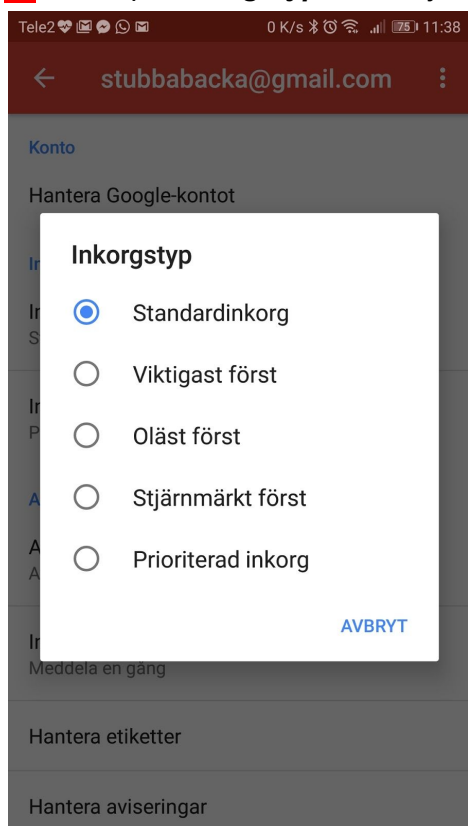 Tele2 0 K/s 75 11:38
stubbabacka@gmail.com
Konto
Hantera Google-kontot
Inkorgstyp
Standardinkorg
Viktigast först
Oläst först
Stjärnmärkt först
Prioriterad inkorg
AVBRYT
Meddela en gång
Hantera etiketter
Hantera aviseringar